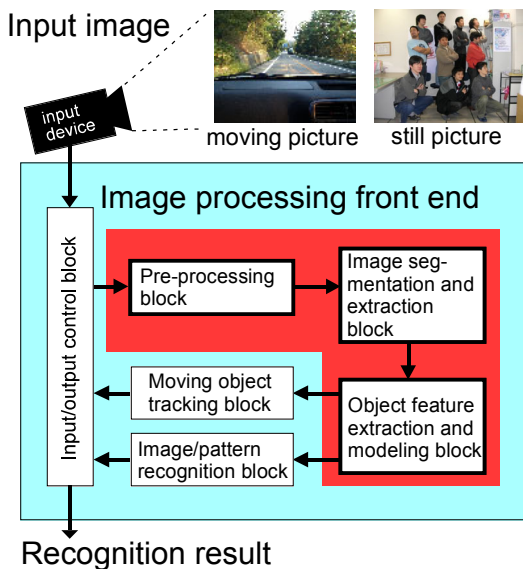 Input image
input
device
moving picture
still picture
Image processing front end
Input/output control block
Pre-processing
block
Image seg-
mentation and
extraction
block
Moving object
tracking block
Object feature
extraction and
modeling block
Image/pattern
recognition block
Recognition result